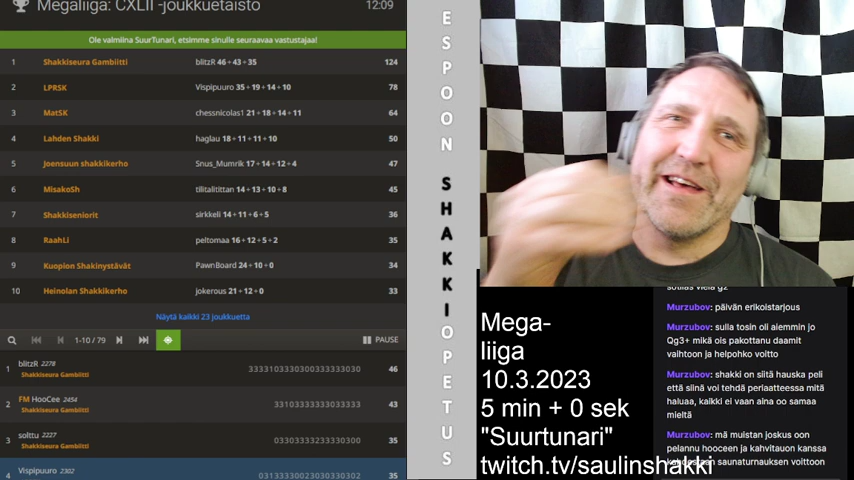 Megaliiga: CXLII -joukkuetaisto 12:09
Ole valmiina SuurTunari, etsimme sinulle seuraavaa vastustajaa!
1 Shakkiseura Gambiitti blitzR 46 + 43 + 35 124
2 LPRSK Vispipuuro 35 + 19 + 14 + 10 78
3 MatSK chessnicolas1 21 + 18 + 14 + 11 64
4 Lahden Shakki haglau 18 + 11 + 11 + 10 50
5 Joensuun shakkikerho Snus_Mumrik 17 + 14 + 12 + 4 47
6 MisakoSh tilitalitittan 14 + 13 + 10 + 8 45
7 Shakkiseniorit sirkkeli 14 + 11 + 6 + 5 36
8 RaahLi peltomaa 16 + 12 + 5 + 2 35
9 Kuopion Shakinystävät PawnBoard 24 + 10 + 0 34
10 Heinolan Shakkikerho jokerous 21 + 12 + 0 33
Näytä kaikki 23 joukkuetta
1-10 / 79 PAUSE
1 blitzR 2278 46
Shakkiseura Gambiitti
2 FM HooCee 2454 43
Shakkiseura Gambiitti
3 solttu 2227 35
Shakkiseura Gambiitti
4 Vispipuuro 2302 35
ESPOON SHAKKIOPETUS
Mega-
liiga
10.3.2023
5 min + 0 sek
"Suurtunari"
twitch.tv/saulinshakki
sotilas vielä g2
Murzubov: päivän erikoistarjous
Murzubov: sulla tosin oli aiemmin jo
Qg3+ mikä ois pakottanu daamit
vaihtoon ja helpohko voitto
Murzubov: shakki on siitä hauska peli
että siinä voi tehdä periaatteessa mitä
haluaa, kaikki ei vaan aina oo samaa
mieltä
Murzubov: mä muistan joskus oon
pelannu hooceen ja kahvitauon kanssa
saunaturnauksen voittoon